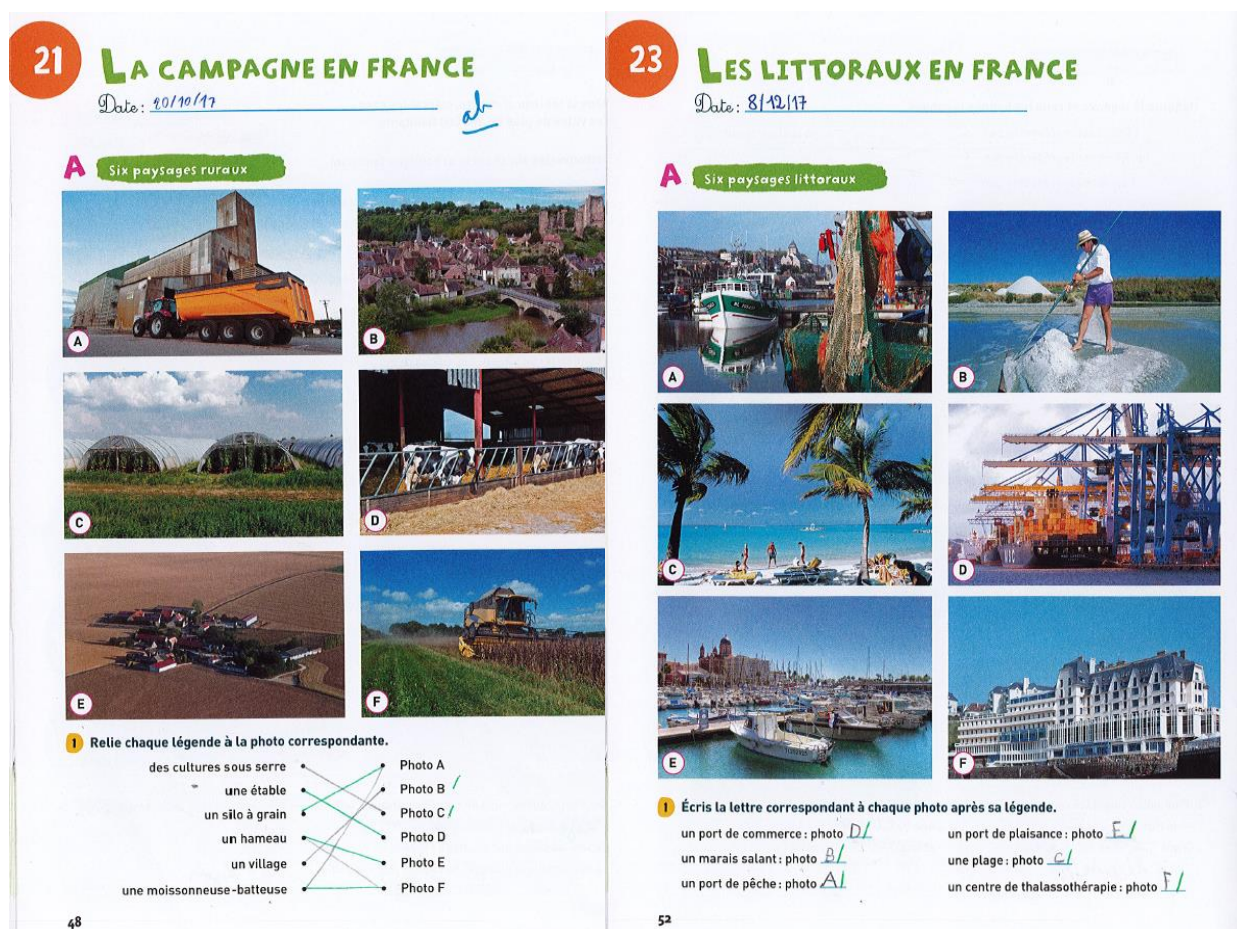 21
LA CAMPAGNE EN FRANCE
Date : 20/10/17
ab
A Six paysages ruraux
A
B
C
D
E
F
1 Relie chaque légende à la photo correspondante.
des cultures sous serre Photo A
une étable Photo B
un silo à grain Photo C
un hameau Photo D
un village Photo E
une moissonneuse-batteuse Photo F
48
23
LES LITTORAUX EN FRANCE
Date : 8/12/17
A Six paysages littoraux
A
B
C
D
E
F
1 Écris la lettre correspondant à chaque photo après sa légende.
un port de commerce : photo D
un marais salant : photo B
un port de pêche : photo A
un port de plaisance : photo E
une plage : photo C
un centre de thalassothérapie : photo F
52